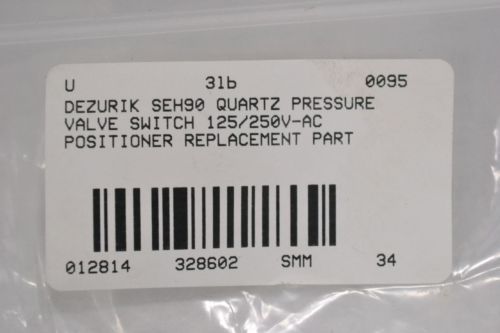 U 31b 0095
DEZURIK SEH90 QUARTZ PRESSURE
VALVE SWITCH 125/250V-AC
POSITIONER REPLACEMENT PART
012814 328602 SMM 34